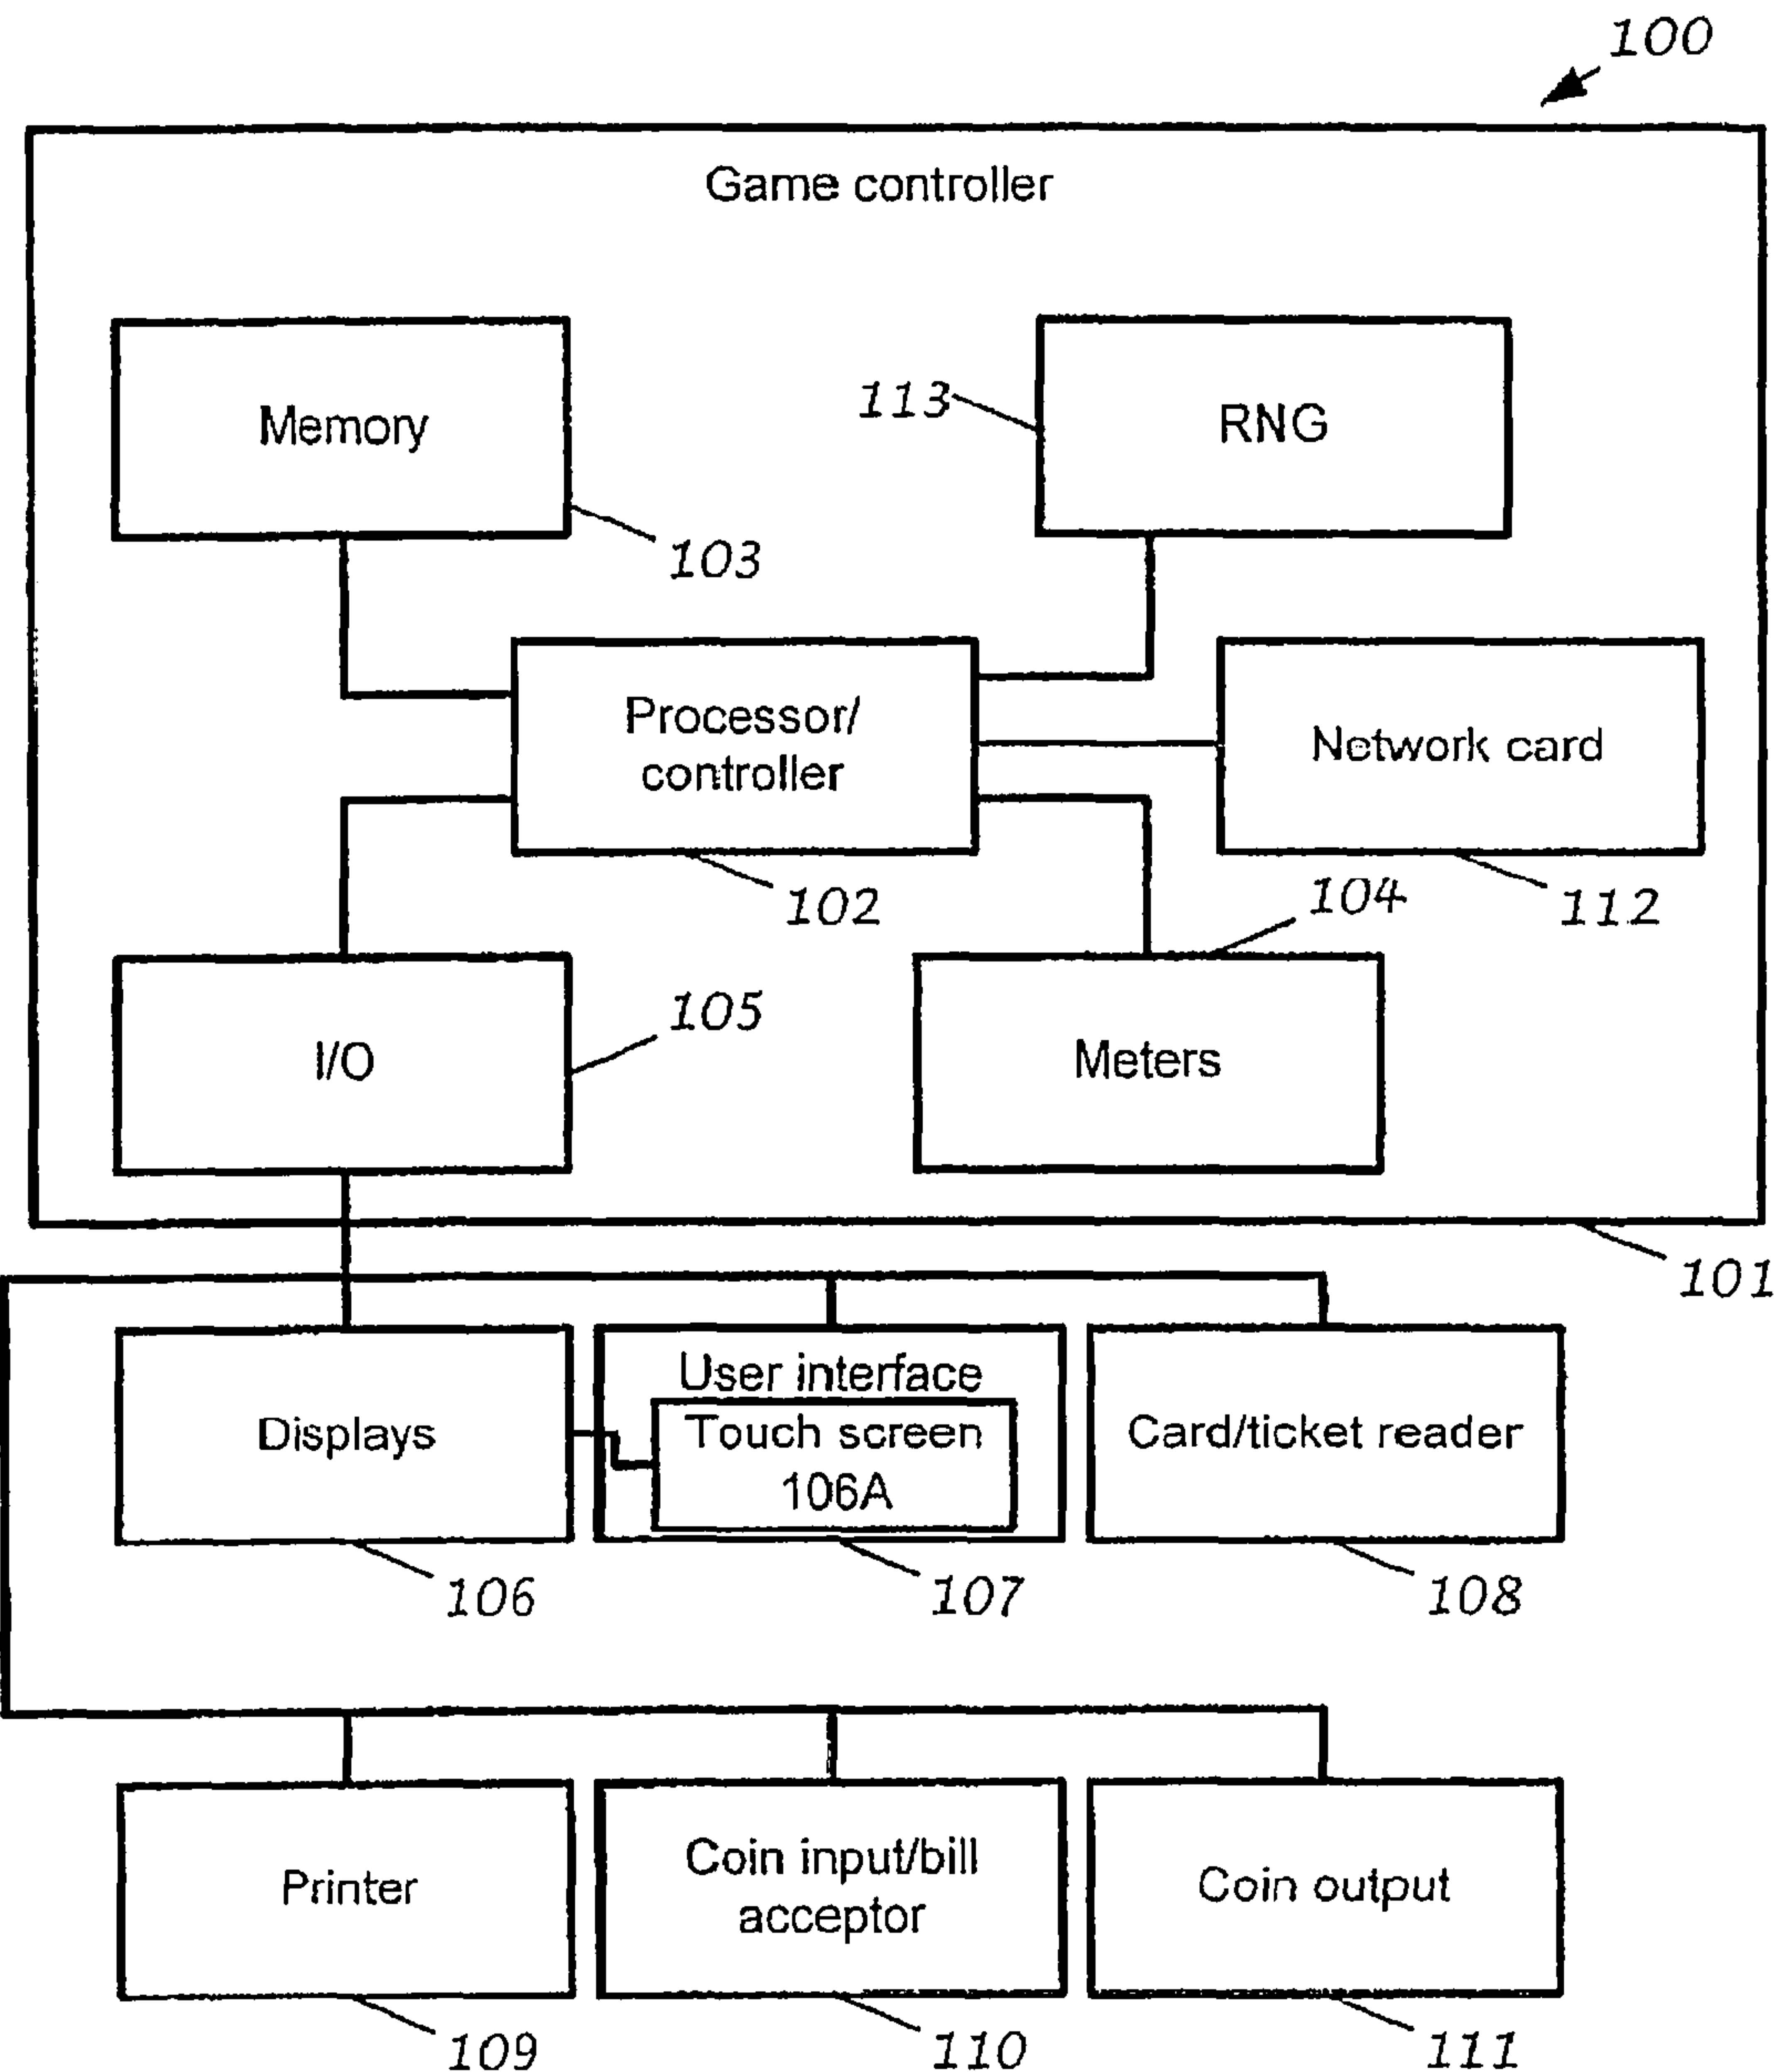 100
Game controller
Memory
103
113
RNG
Processor/
controller
102
Network card
112
104
I/O
105
Meters
101
Displays
106
User interface
Touch screen
106A
107
Card/ticket reader
108
Printer
109
Coin input/bill
acceptor
110
Coin output
111